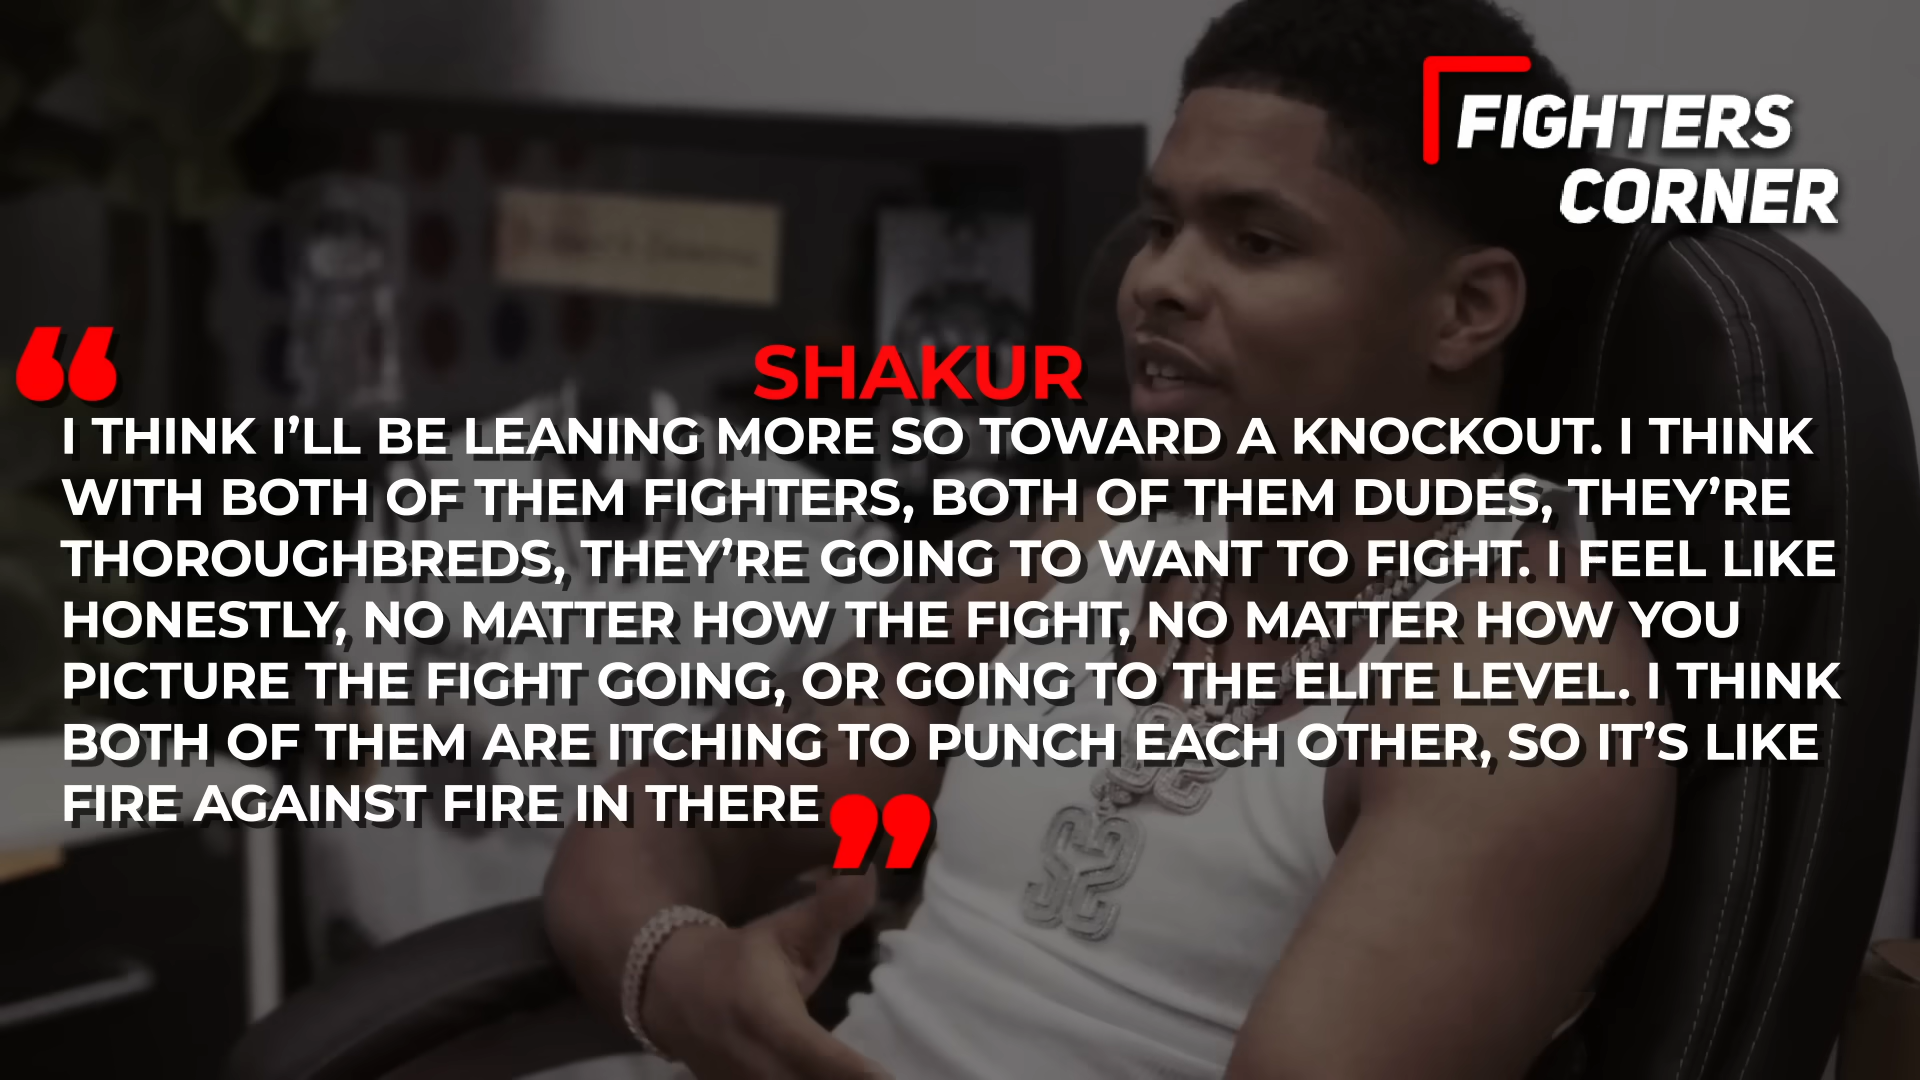 FIGHTERS
CORNER
“
SHAKUR
I THINK I’LL BE LEANING MORE SO TOWARD A KNOCKOUT. I THINK
WITH BOTH OF THEM FIGHTERS, BOTH OF THEM DUDES, THEY’RE
THOROUGHBREDS, THEY’RE GOING TO WANT TO FIGHT. I FEEL LIKE
HONESTLY, NO MATTER HOW THE FIGHT, NO MATTER HOW YOU
PICTURE THE FIGHT GOING, OR GOING TO THE ELITE LEVEL. I THINK
BOTH OF THEM ARE ITCHING TO PUNCH EACH OTHER, SO IT’S LIKE
FIRE AGAINST FIRE IN THERE ”